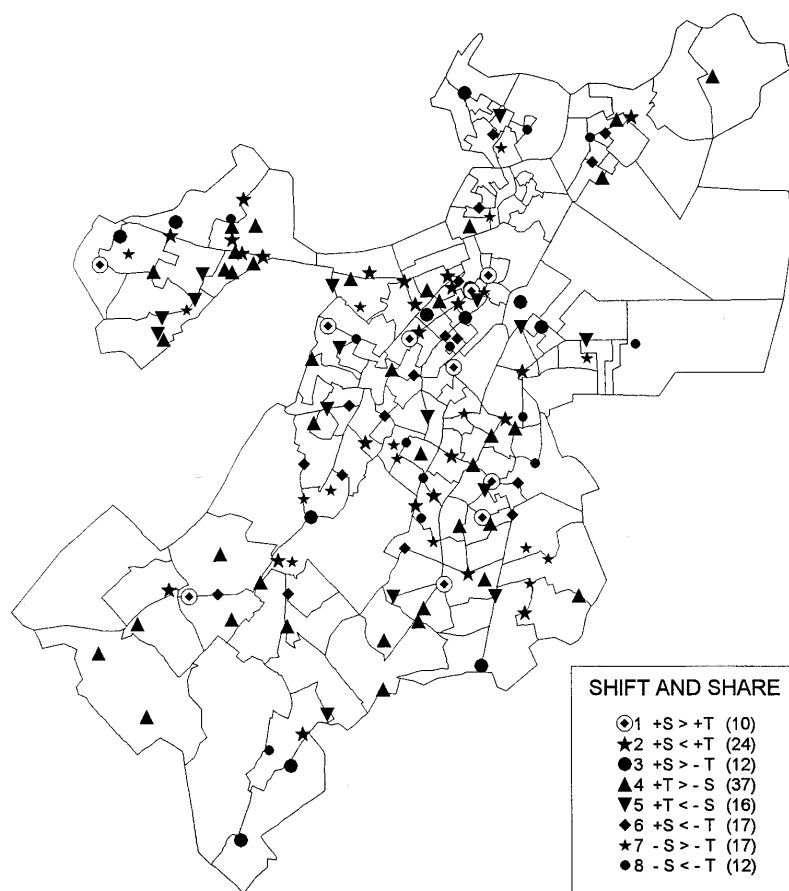 SHIFT AND SHARE
1 +S > +T (10)
2 +S < +T (24)
3 +S > - T (12)
4 +T > - S (37)
5 +T < - S (16)
6 +S < - T (17)
7 - S > - T (17)
8 - S < - T (12)